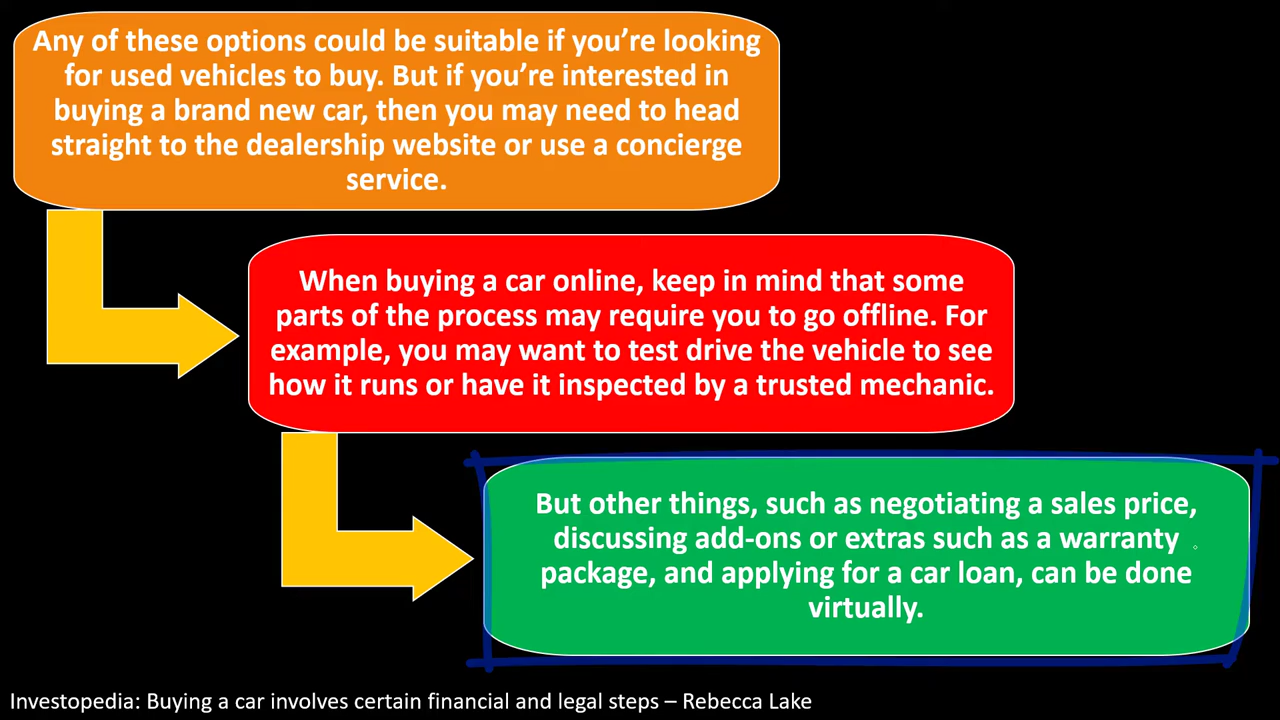 Any of these options could be suitable if you’re looking
for used vehicles to buy. But if you’re interested in
buying a brand new car, then you may need to head
straight to the dealership website or use a concierge
service.
When buying a car online, keep in mind that some
parts of the process may require you to go offline. For
example, you may want to test drive the vehicle to see
how it runs or have it inspected by a trusted mechanic.
But other things, such as negotiating a sales price,
discussing add-ons or extras such as a warranty
package, and applying for a car loan, can be done
virtually.
Investopedia: Buying a car involves certain financial and legal steps – Rebecca Lake